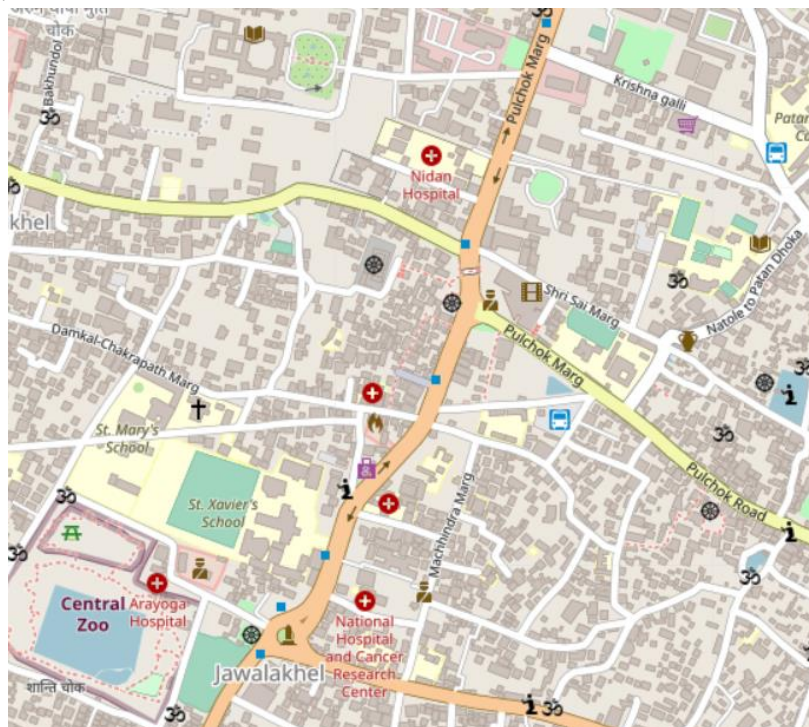 चोक
Bakhundol
Pulchok Marg
Krishna galli
Patan
Nidan
Hospital
khel
Shri Sai Marg
Natole to Patan Dhoka
Damkal-Chakrapath Marg
Pulchok Marg
St. Mary's
School
Pulchok Road
St. Xavier's
School
Machhindra Marg
Central
Zoo
Arayoga
Hospital
National
Hospital
and Cancer
Research
Center
Jawalakhel
शान्ति चोक